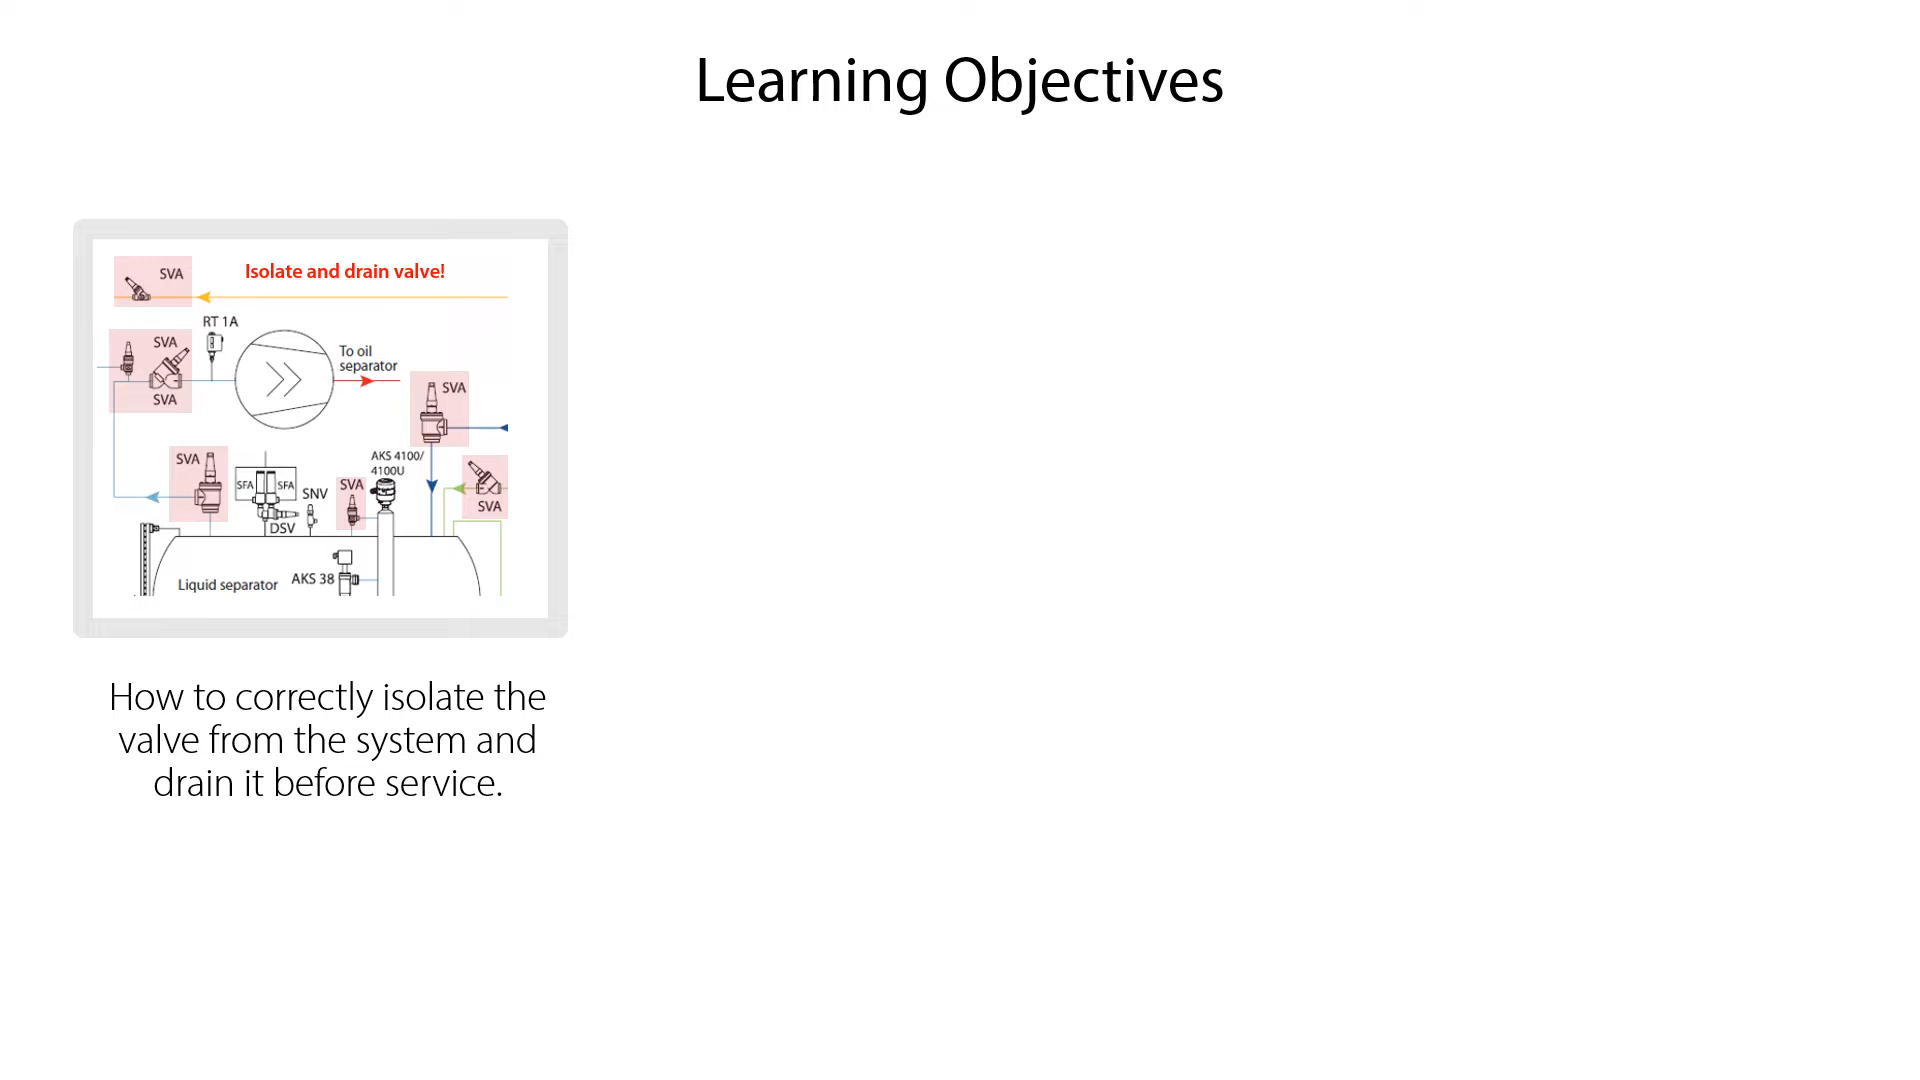 Learning Objectives
SVA
Isolate and drain valve!
RT 1A
SVA
To oil
separator
SVA
SVA
AKS 4100/
4100U
SVA
SFA
SFA
SNV
SVA
SVA
DSV
Liquid separator
AKS 38
How to correctly isolate the
valve from the system and
drain it before service.